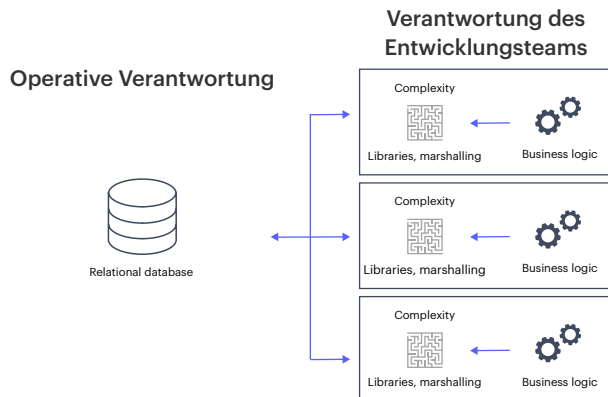 Verantwortung des
Entwicklungsteams
Operative Verantwortung
Complexity
Libraries, marshalling
Business logic
Relational database
Complexity
Libraries, marshalling
Business logic
Complexity
Libraries, marshalling
Business logic